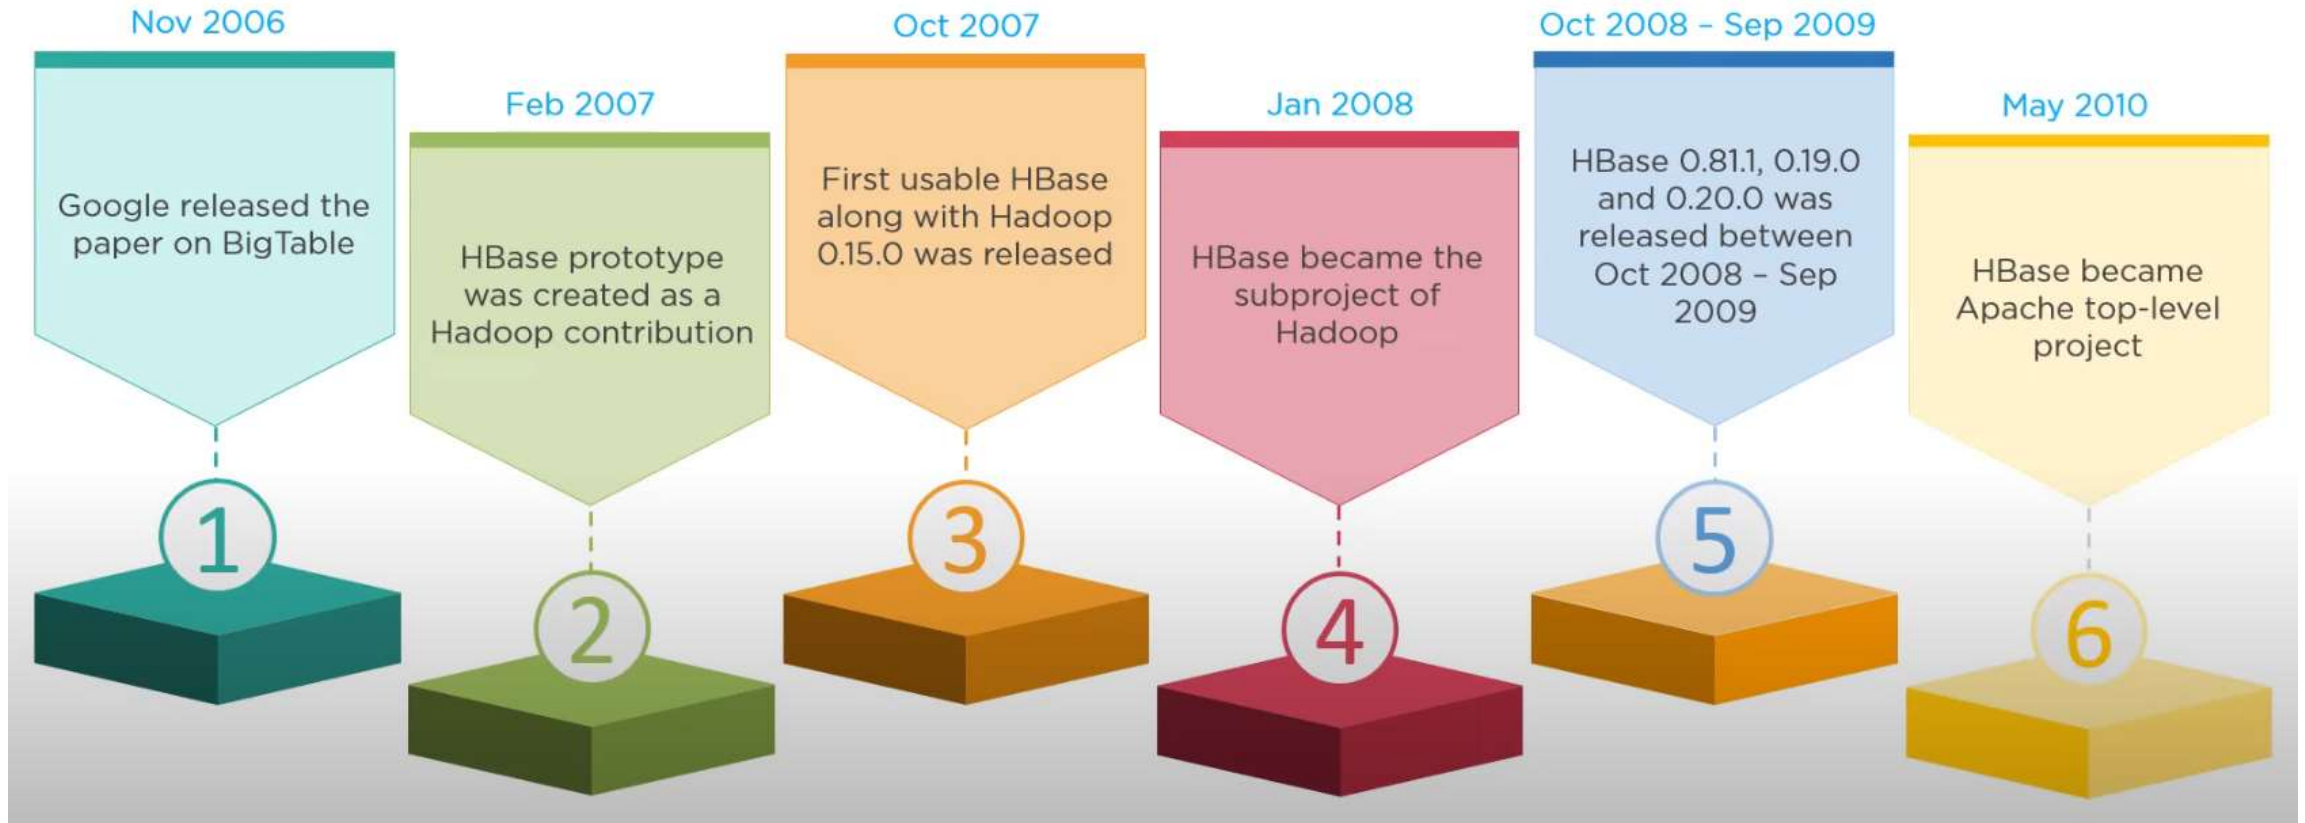 Nov 2006
Google released the
paper on BigTable
1
Feb 2007
HBase prototype
was created as a
Hadoop contribution
2
Oct 2007
First usable HBase
along with Hadoop
0.15.0 was released
3
Jan 2008
HBase became the
subproject of
Hadoop
4
Oct 2008 – Sep 2009
HBase 0.81.1, 0.19.0
and 0.20.0 was
released between
Oct 2008 – Sep
2009
5
May 2010
HBase became
Apache top-level
project
6